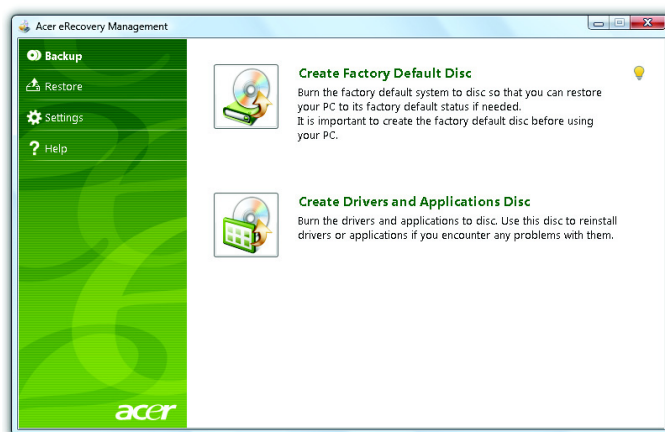 Acer eRecovery Management
Backup
Restore
Settings
? Help
Create Factory Default Disc
Burn the factory default system to disc so that you can restore
your PC to its factory default status if needed.
It is important to create the factory default disc before using
your PC.
Create Drivers and Applications Disc
Burn the drivers and applications to disc. Use this disc to reinstall
drivers or applications if you encounter any problems with them.
acer